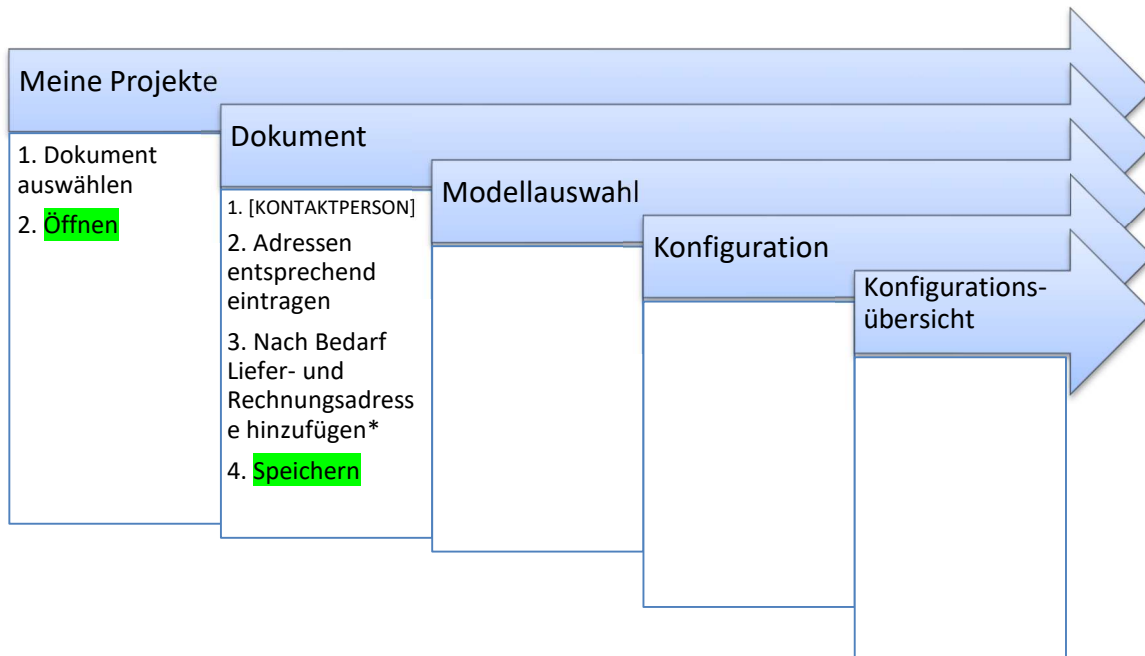 Meine Projekte
1. Dokument
auswählen
2. Öffnen
Dokument
1. [KONTAKTPERSON]
2. Adressen
entsprechend
eintragen
3. Nach Bedarf
Liefer- und
Rechnungsadress
e hinzufügen*
4. Speichern
Modellauswahl
Konfiguration
Konfigurations-
übersicht